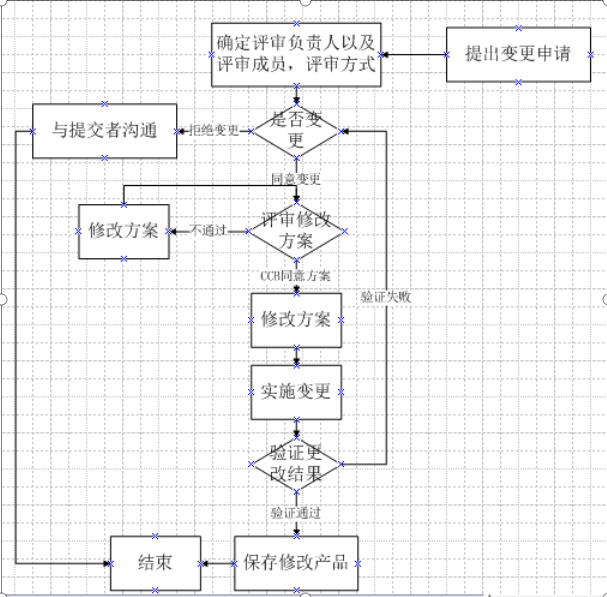 确定评审负责人以及
评审成员，评审方式
提出变更申请
与提交者沟通
拒绝变更
是否变
更
同意变更
修改方案
不通过
评审修改
方案
CCB同意方案
验证失败
修改方案
实施变更
验证更
改结果
验证通过
结束
保存修改产品